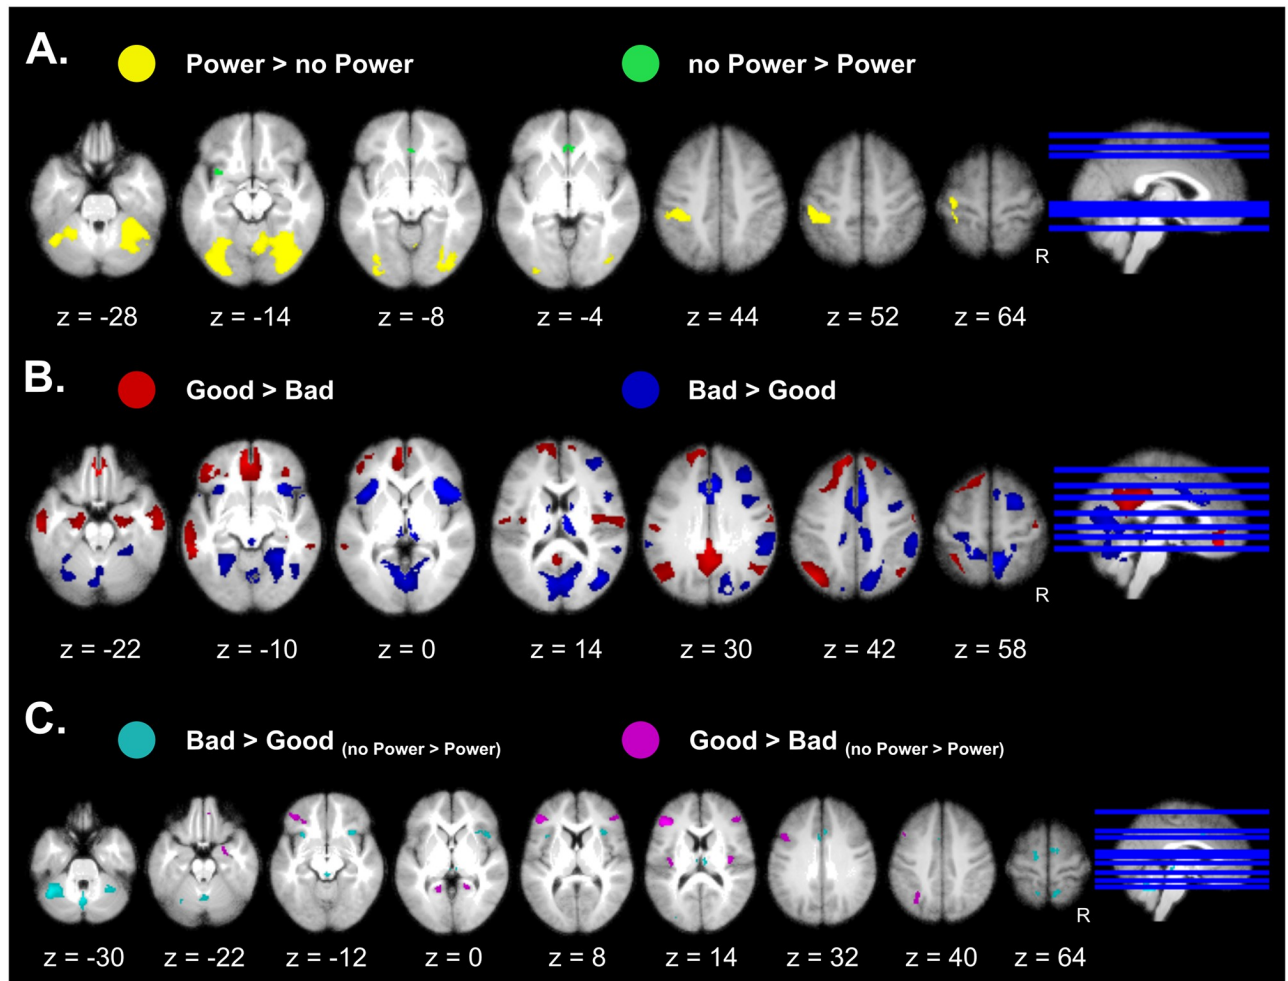 A.
Power > no Power
no Power > Power
R
z = -28
z = -14
z = -8
z = -4
z = 44
z = 52
z = 64
B.
Good > Bad
Bad > Good
R
z = -22
z = -10
z = 0
z = 14
z = 30
z = 42
z = 58
C.
Bad > Good (no Power > Power)
Good > Bad (no Power > Power)
R
z = -30
z = -22
z = -12
z = 0
z = 8
z = 14
z = 32
z = 40
z = 64